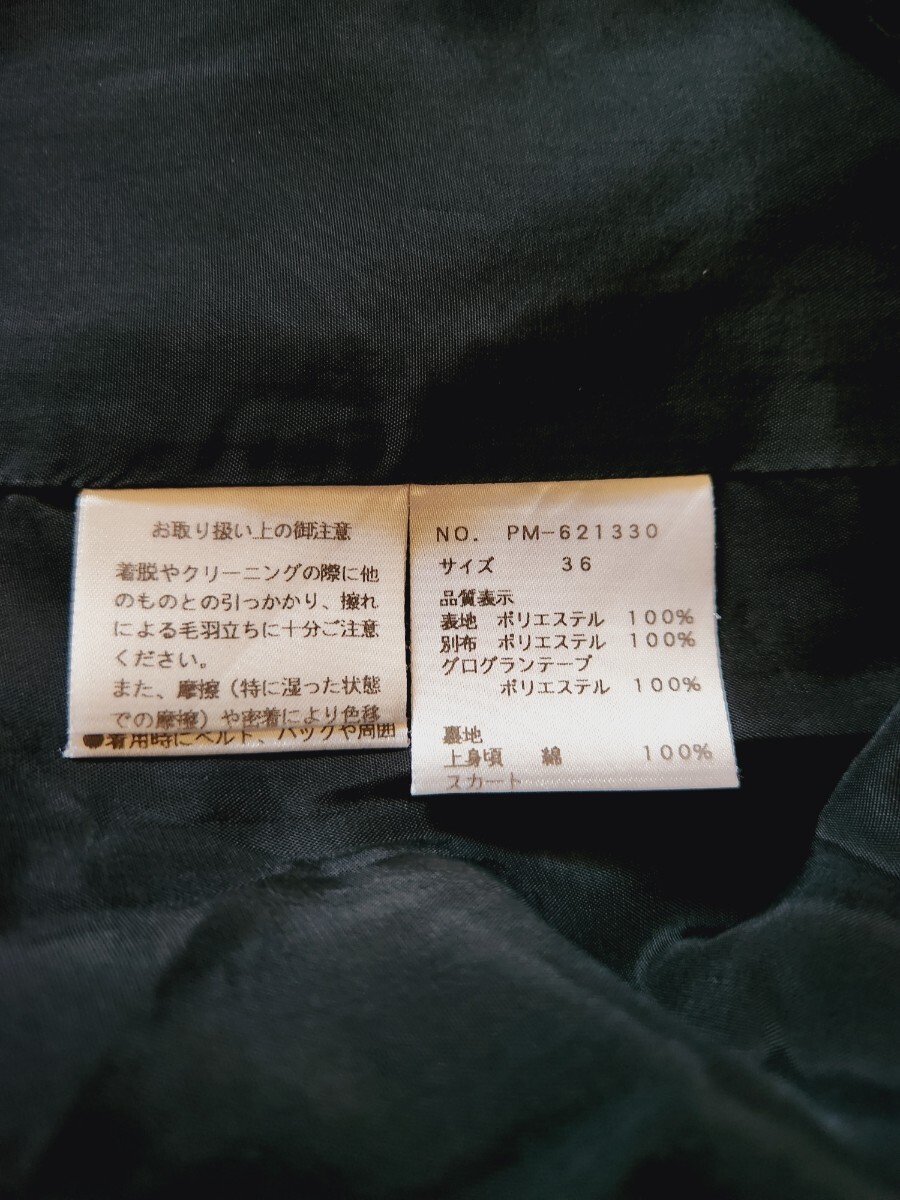 お取り扱い上の御注意
着脱やクリーニングの際に他
のものとの引っかかり、擦れ
による毛羽立ちに十分ご注意
ください。
また、摩擦（特に湿った状態
での摩擦）や密着により色移
●着用時にベルト、バッグや周囲
NO. PM-621330
サイズ 36
品質表示
表地 ポリエステル 100%
別布 ポリエステル 100%
グログランテープ
ポリエステル 100%
裏地
上身頃 綿 100%
スカート